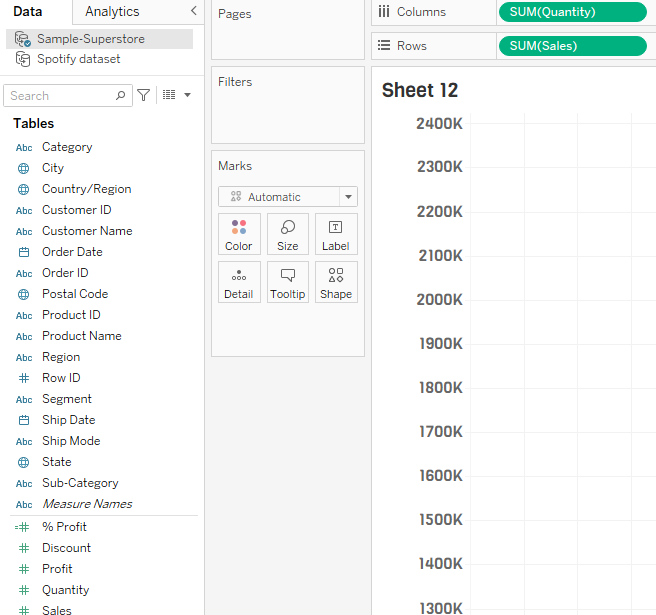 Data
Analytics
Sample-Superstore
Spotify dataset
Search
Tables
Abc Category
City
Country/Region
Abc Customer ID
Abc Customer Name
Order Date
Abc Order ID
Postal Code
Abc Product ID
Abc Product Name
Abc Region
Row ID
Abc Segment
Ship Date
Abc Ship Mode
State
Abc Sub-Category
Abc Measure Names
% Profit
Discount
Profit
Quantity
Sales
Pages
Filters
Marks
Automatic
Color Size Label
Detail Tooltip Shape
Columns SUM(Quantity)
Rows SUM(Sales)
Sheet 12
2400K
2300K
2200K
2100K
2000K
1900K
1800K
1700K
1600K
1500K
1400K
1300K